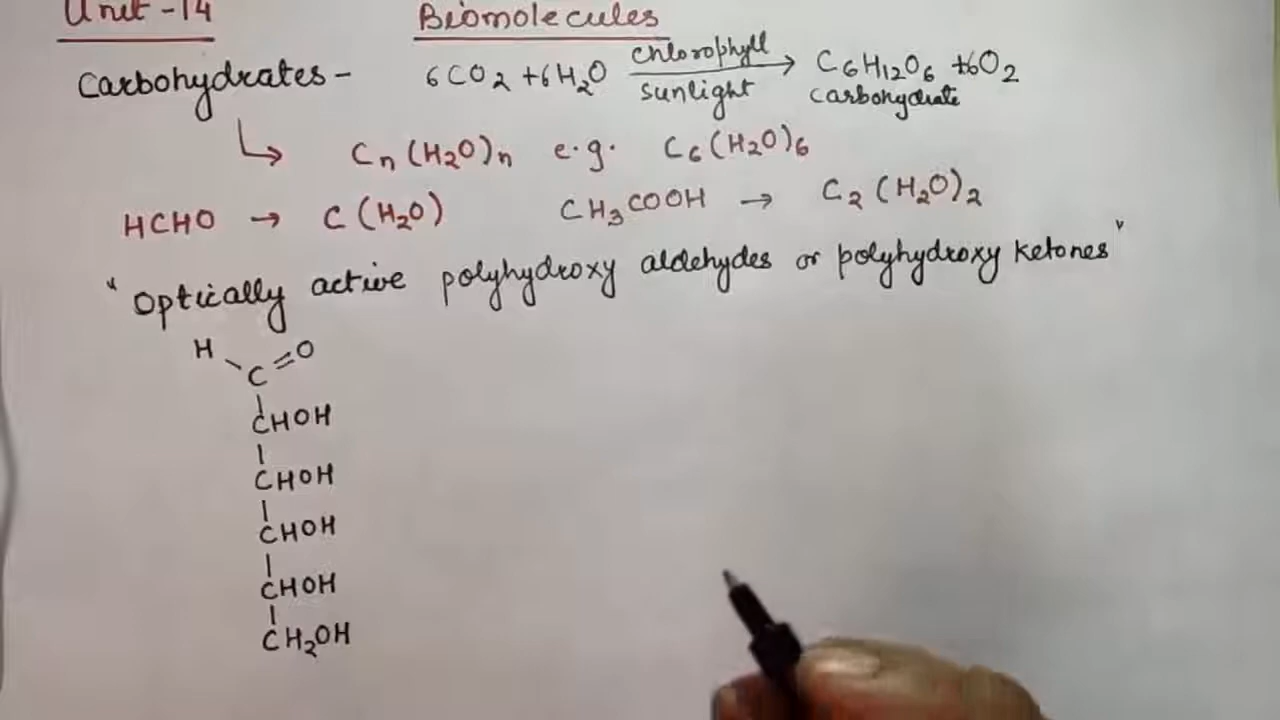 Unit -14 Biomolecules
Carbohydrates - 6CO2 +6H2O chlorophyll sunlight → C6H12O6 +6O2
carbohydrate
↳ Cn(H2O)n e.g. C6(H2O)6
HCHO → C(H2O) CH3COOH → C2(H2O)2
"Optically active polyhydroxy aldehydes or polyhydroxy ketones"
H C=O
CHOH
CHOH
CHOH
CHOH
CH2OH